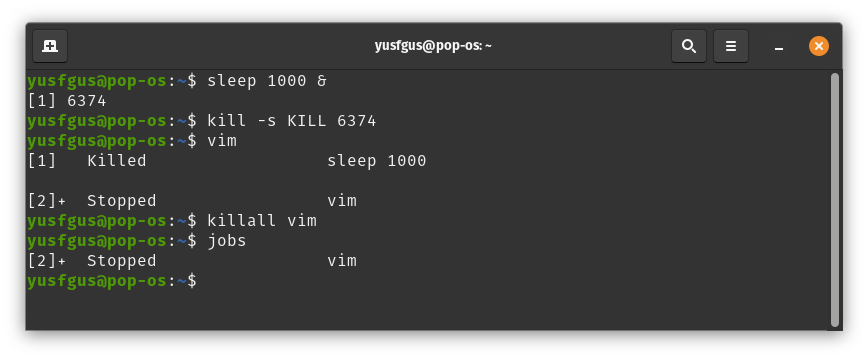 yusfgus@pop-os: ~
yusfgus@pop-os:~$ sleep 1000 &
[1] 6374
yusfgus@pop-os:~$ kill -s KILL 6374
yusfgus@pop-os:~$ vim
[1]   Killed                  sleep 1000
[2]+  Stopped                 vim
yusfgus@pop-os:~$ killall vim
yusfgus@pop-os:~$ jobs
[2]+  Stopped                 vim
yusfgus@pop-os:~$